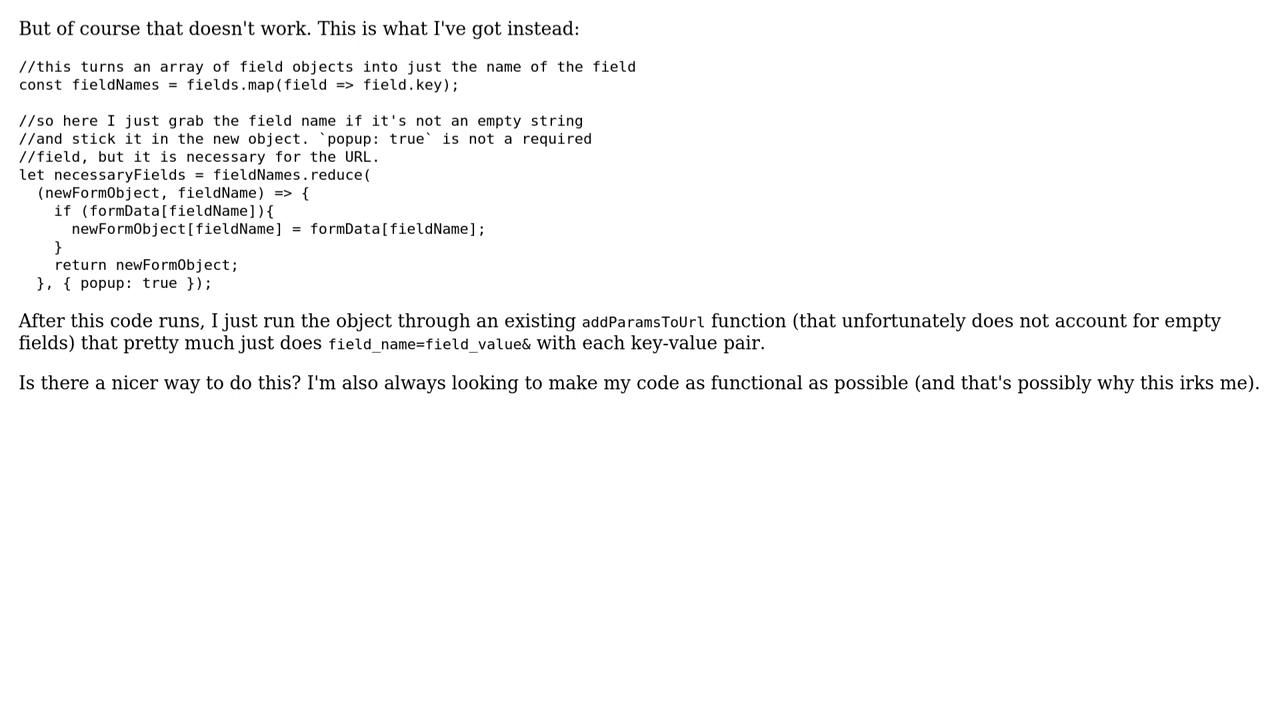 But of course that doesn't work. This is what I've got instead:
//this turns an array of field objects into just the name of the field
const fieldNames = fields.map(field => field.key);
//so here I just grab the field name if it's not an empty string
//and stick it in the new object. `popup: true` is not a required
//field, but it is necessary for the URL.
let necessaryFields = fieldNames.reduce(
  (newFormObject, fieldName) => {
    if (formData[fieldName]){
      newFormObject[fieldName] = formData[fieldName];
    }
    return newFormObject;
  }, { popup: true });
After this code runs, I just run the object through an existing addParamsToUrl function (that unfortunately does not account for empty
fields) that pretty much just does field_name=field_value& with each key-value pair.
Is there a nicer way to do this? I'm also always looking to make my code as functional as possible (and that's possibly why this irks me).